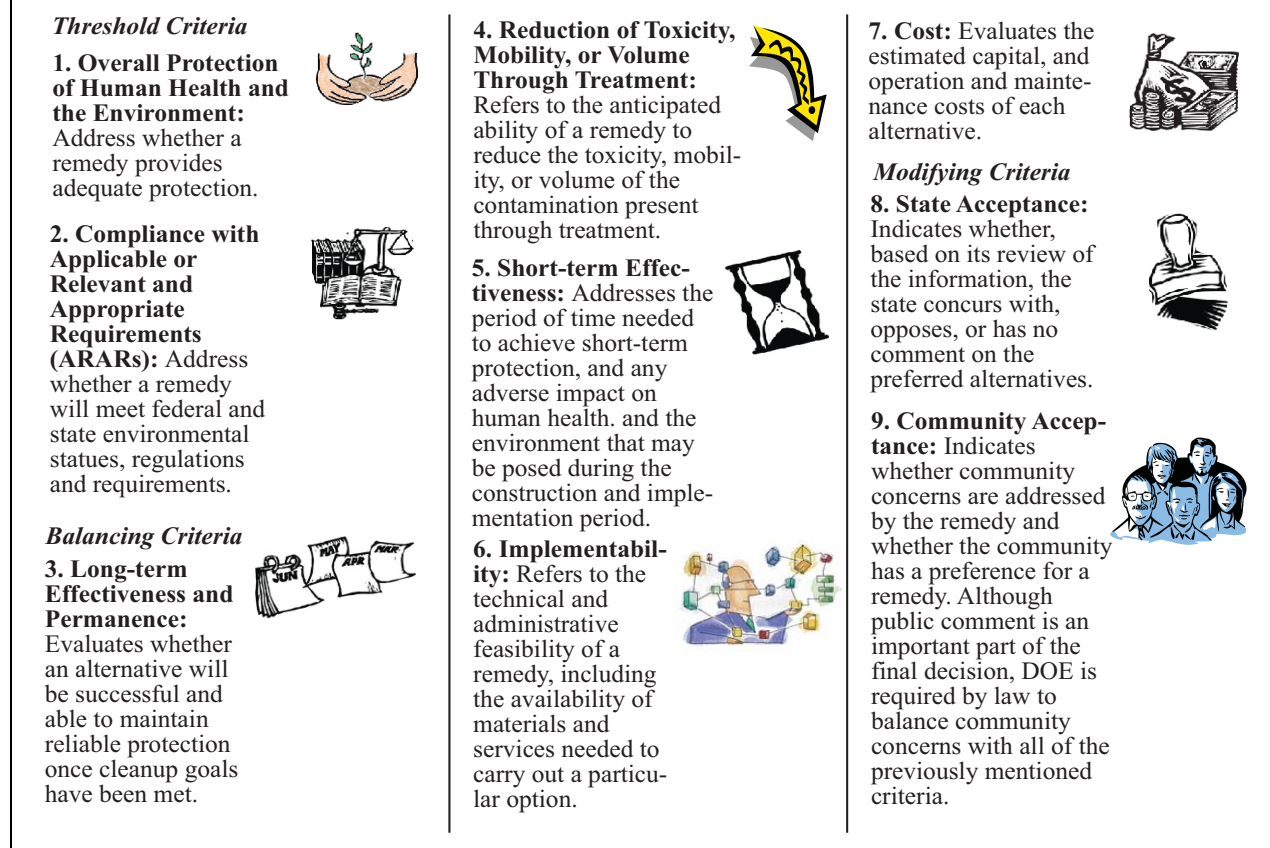 Threshold Criteria
1. Overall Protection
of Human Health and
the Environment:
Address whether a
remedy provides
adequate protection.
2. Compliance with
Applicable or
Relevant and
Appropriate
Requirements
(ARARs): Address
whether a remedy
will meet federal and
state environmental
statues, regulations
and requirements.
Balancing Criteria
3. Long-term
Effectiveness and
Permanence:
Evaluates whether
an alternative will
be successful and
able to maintain
reliable protection
once cleanup goals
have been met.
JUN
MAY
APR
MAR
4. Reduction of Toxicity,
Mobility, or Volume
Through Treatment:
Refers to the anticipated
ability of a remedy to
reduce the toxicity, mobil-
ity, or volume of the
contamination present
through treatment.
5. Short-term Effec-
tiveness: Addresses the
period of time needed
to achieve short-term
protection, and any
adverse impact on
human health. and the
environment that may
be posed during the
construction and imple-
mentation period.
6. Implementabil-
ity: Refers to the
technical and
administrative
feasibility of a
remedy, including
the availability of
materials and
services needed to
carry out a particu-
lar option.
7. Cost: Evaluates the
estimated capital, and
operation and mainte-
nance costs of each
alternative.
$
Modifying Criteria
8. State Acceptance:
Indicates whether,
based on its review of
the information, the
state concurs with,
opposes, or has no
comment on the
preferred alternatives.
9. Community Accep-
tance: Indicates
whether community
concerns are addressed
by the remedy and
whether the community
has a preference for a
remedy. Although
public comment is an
important part of the
final decision, DOE is
required by law to
balance community
concerns with all of the
previously mentioned
criteria.